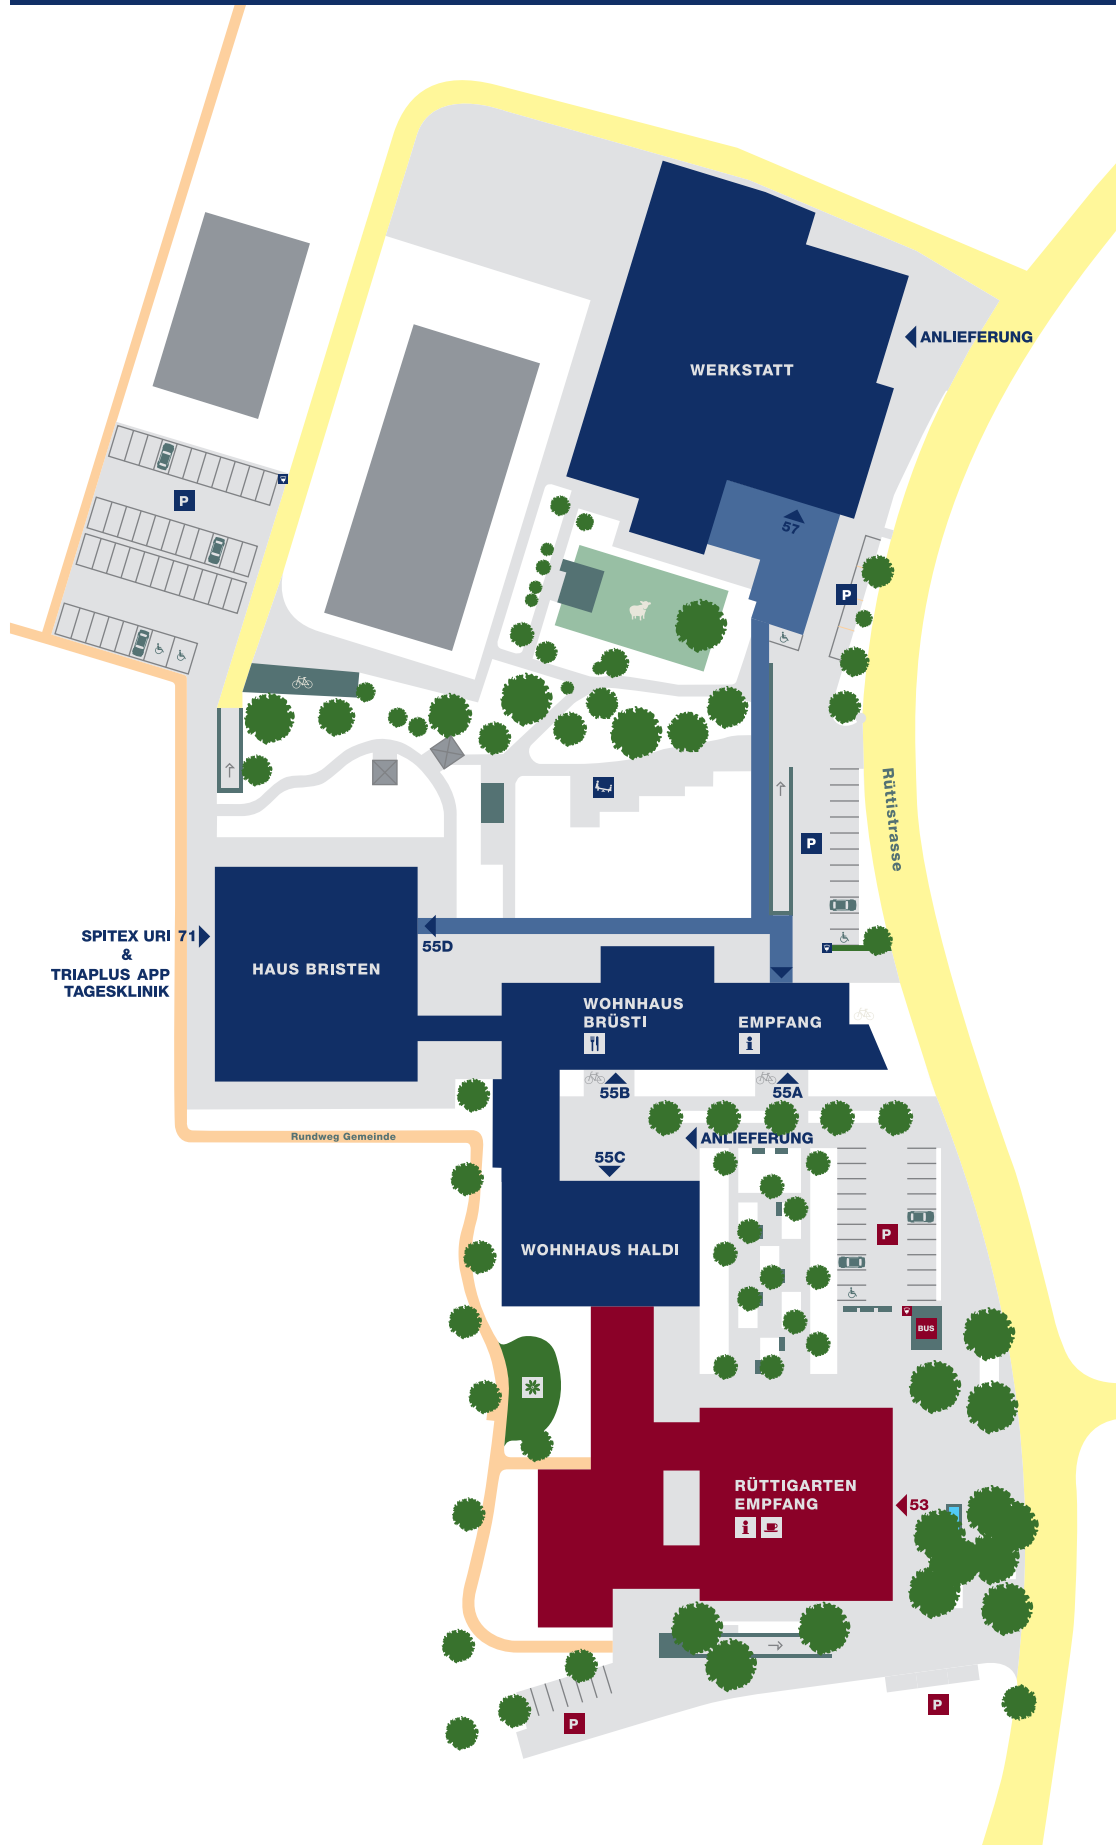 ANLIEFERUNG
WERKSTATT
P
57
P
Rüttistrasse
P
SPITEX URI 71
&
TRIAPLUS APP
TAGESKLINIK
55D
HAUS BRISTEN
WOHNHAUS
BRÜSTI
EMPFANG
i
55B
55A
Rundweg Gemeinde
ANLIEFERUNG
55C
WOHNHAUS HALDI
P
BUS
RÜTTIGARTEN
EMPFANG
i
53
P
P